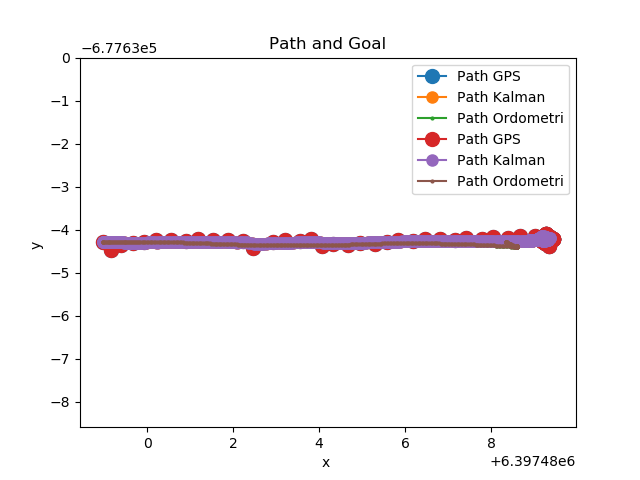 Path and Goal
−6.7763e5
0
−1
−2
−3
−4
−5
−6
−7
−8
y
Path GPS
Path Kalman
Path Ordometri
Path GPS
Path Kalman
Path Ordometri
0 2 4 6 8
x
+6.39748e6